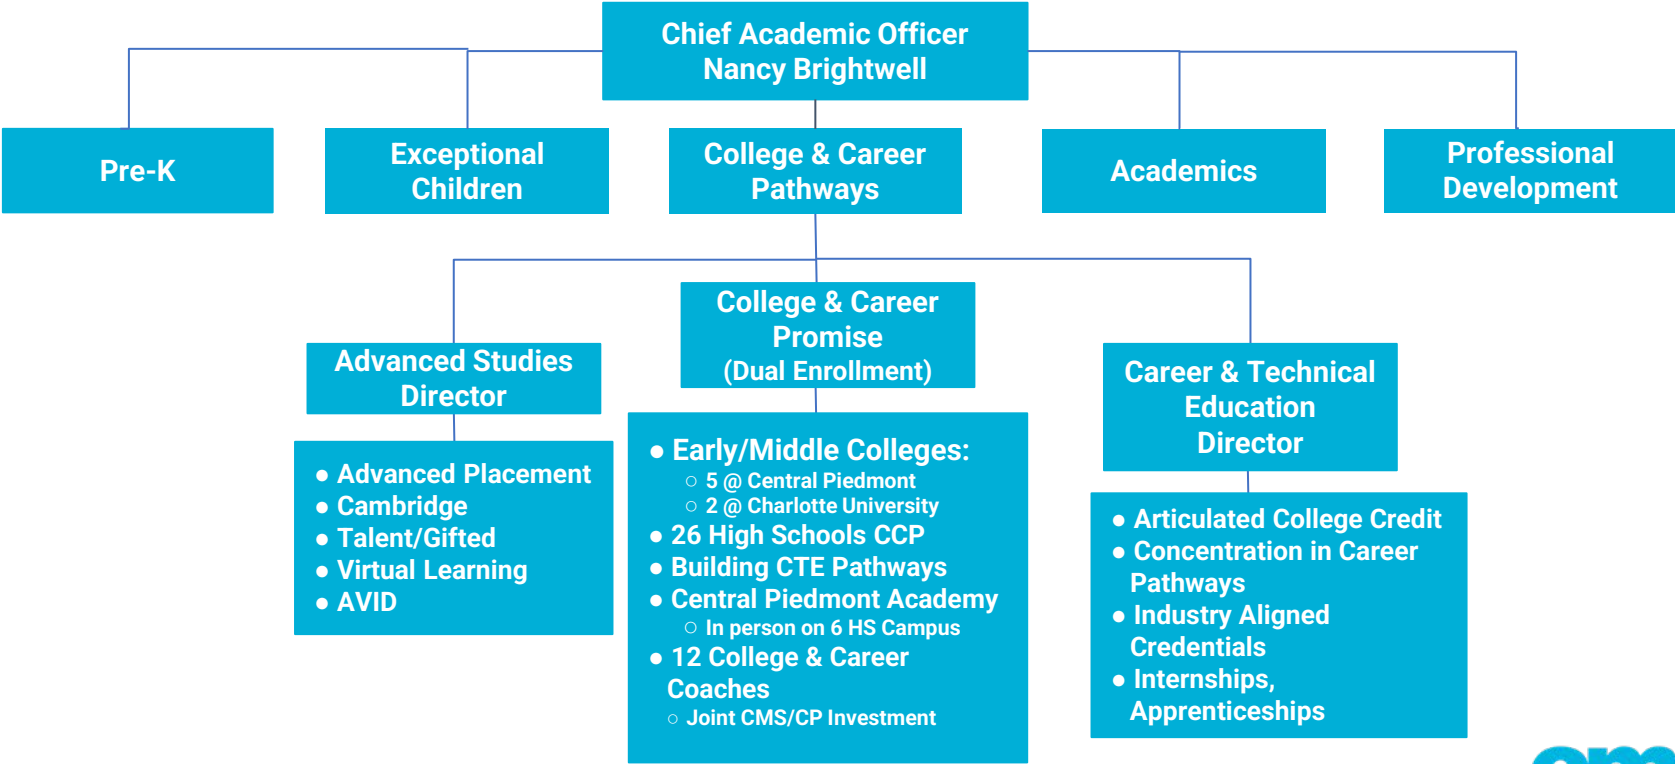 Chief Academic Officer
Nancy Brightwell
Pre-K
Exceptional
Children
College & Career
Pathways
Academics
Professional
Development
Advanced Studies
Director
● Advanced Placement
● Cambridge
● Talent/Gifted
● Virtual Learning
● AVID
College & Career
Promise
(Dual Enrollment)
● Early/Middle Colleges:
○ 5 @ Central Piedmont
○ 2 @ Charlotte University
● 26 High Schools CCP
● Building CTE Pathways
● Central Piedmont Academy
○ In person on 6 HS Campus
● 12 College & Career
Coaches
○ Joint CMS/CP Investment
Career & Technical
Education
Director
● Articulated College Credit
● Concentration in Career
Pathways
● Industry Aligned
Credentials
● Internships,
Apprenticeships